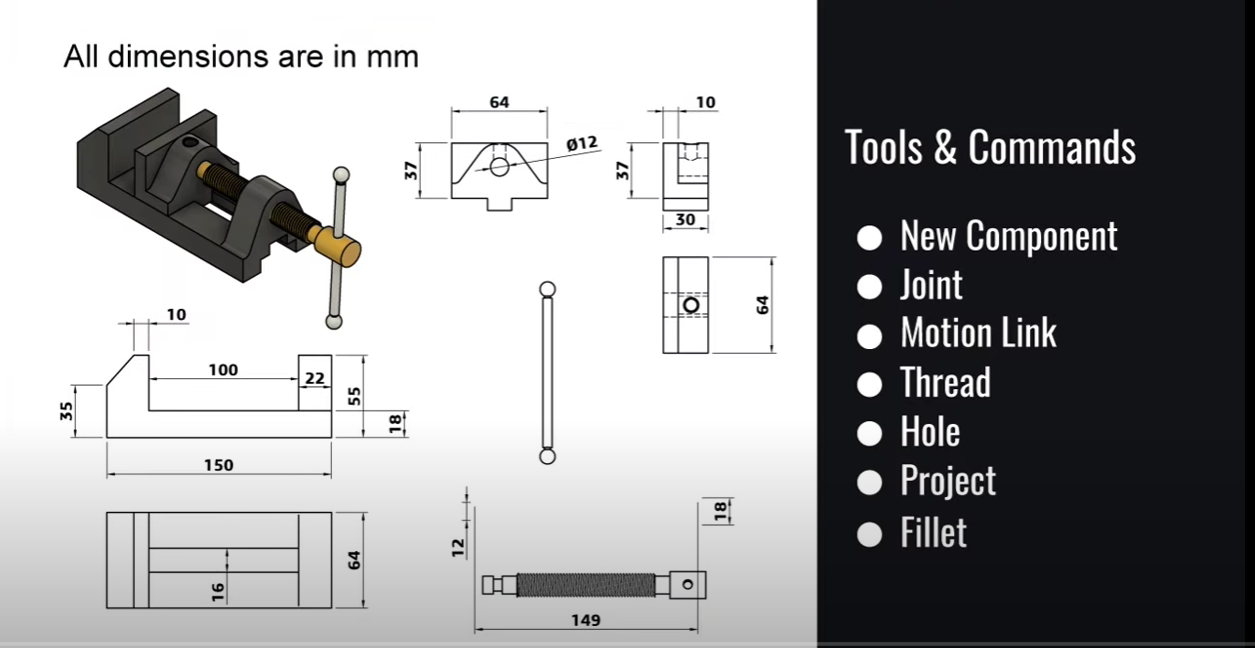 All dimensions are in mm
64
Ø12
37
10
37
30
64
10
100
22
35
55
18
150
64
16
12
18
149
Tools & Commands
New Component
Joint
Motion Link
Thread
Hole
Project
Fillet